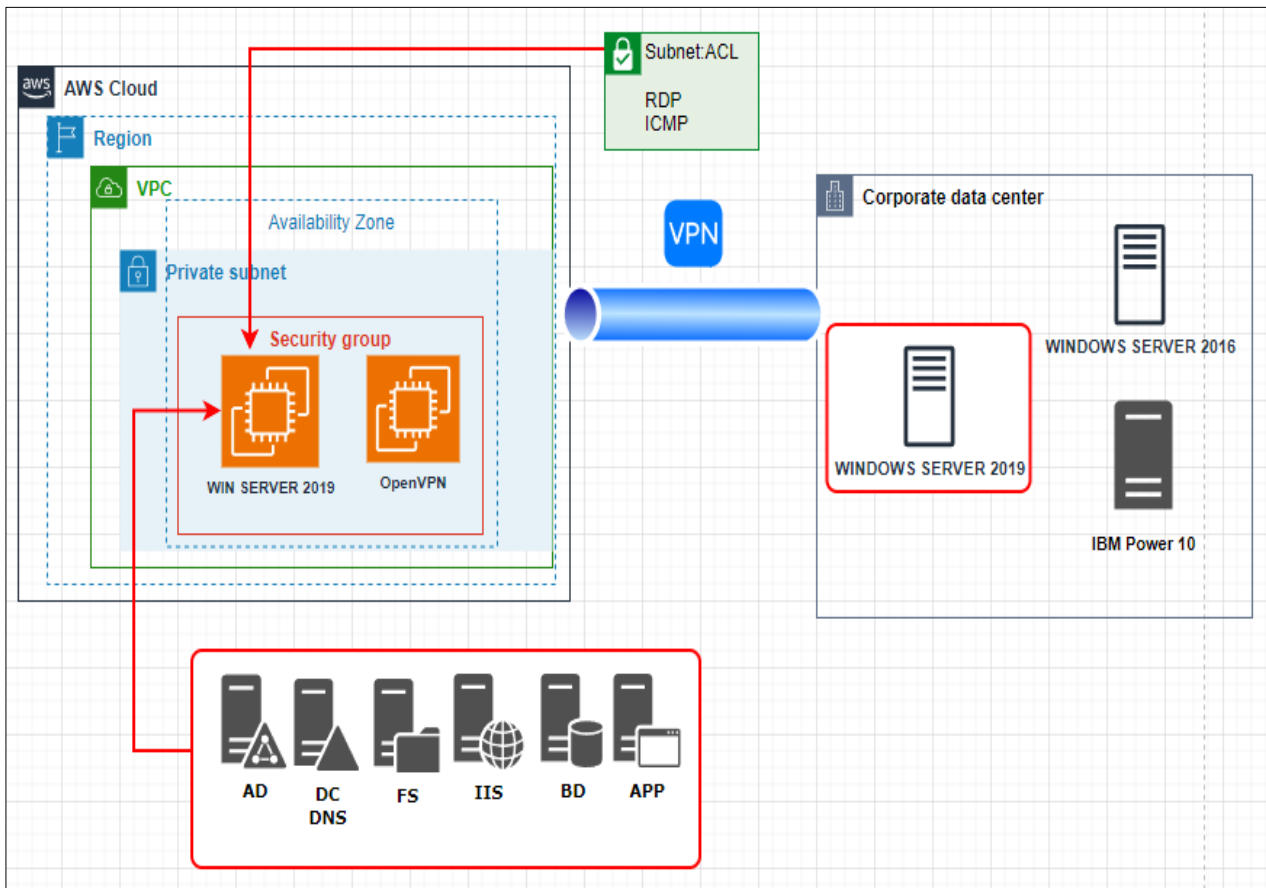 Subnet:ACL
RDP
ICMP
aws
AWS Cloud
Region
VPC
Availability Zone
Private subnet
Security group
WIN SERVER 2019
OpenVPN
VPN
Corporate data center
WINDOWS SERVER 2016
WINDOWS SERVER 2019
IBM Power 10
AD
DC
DNS
FS
IIS
BD
APP